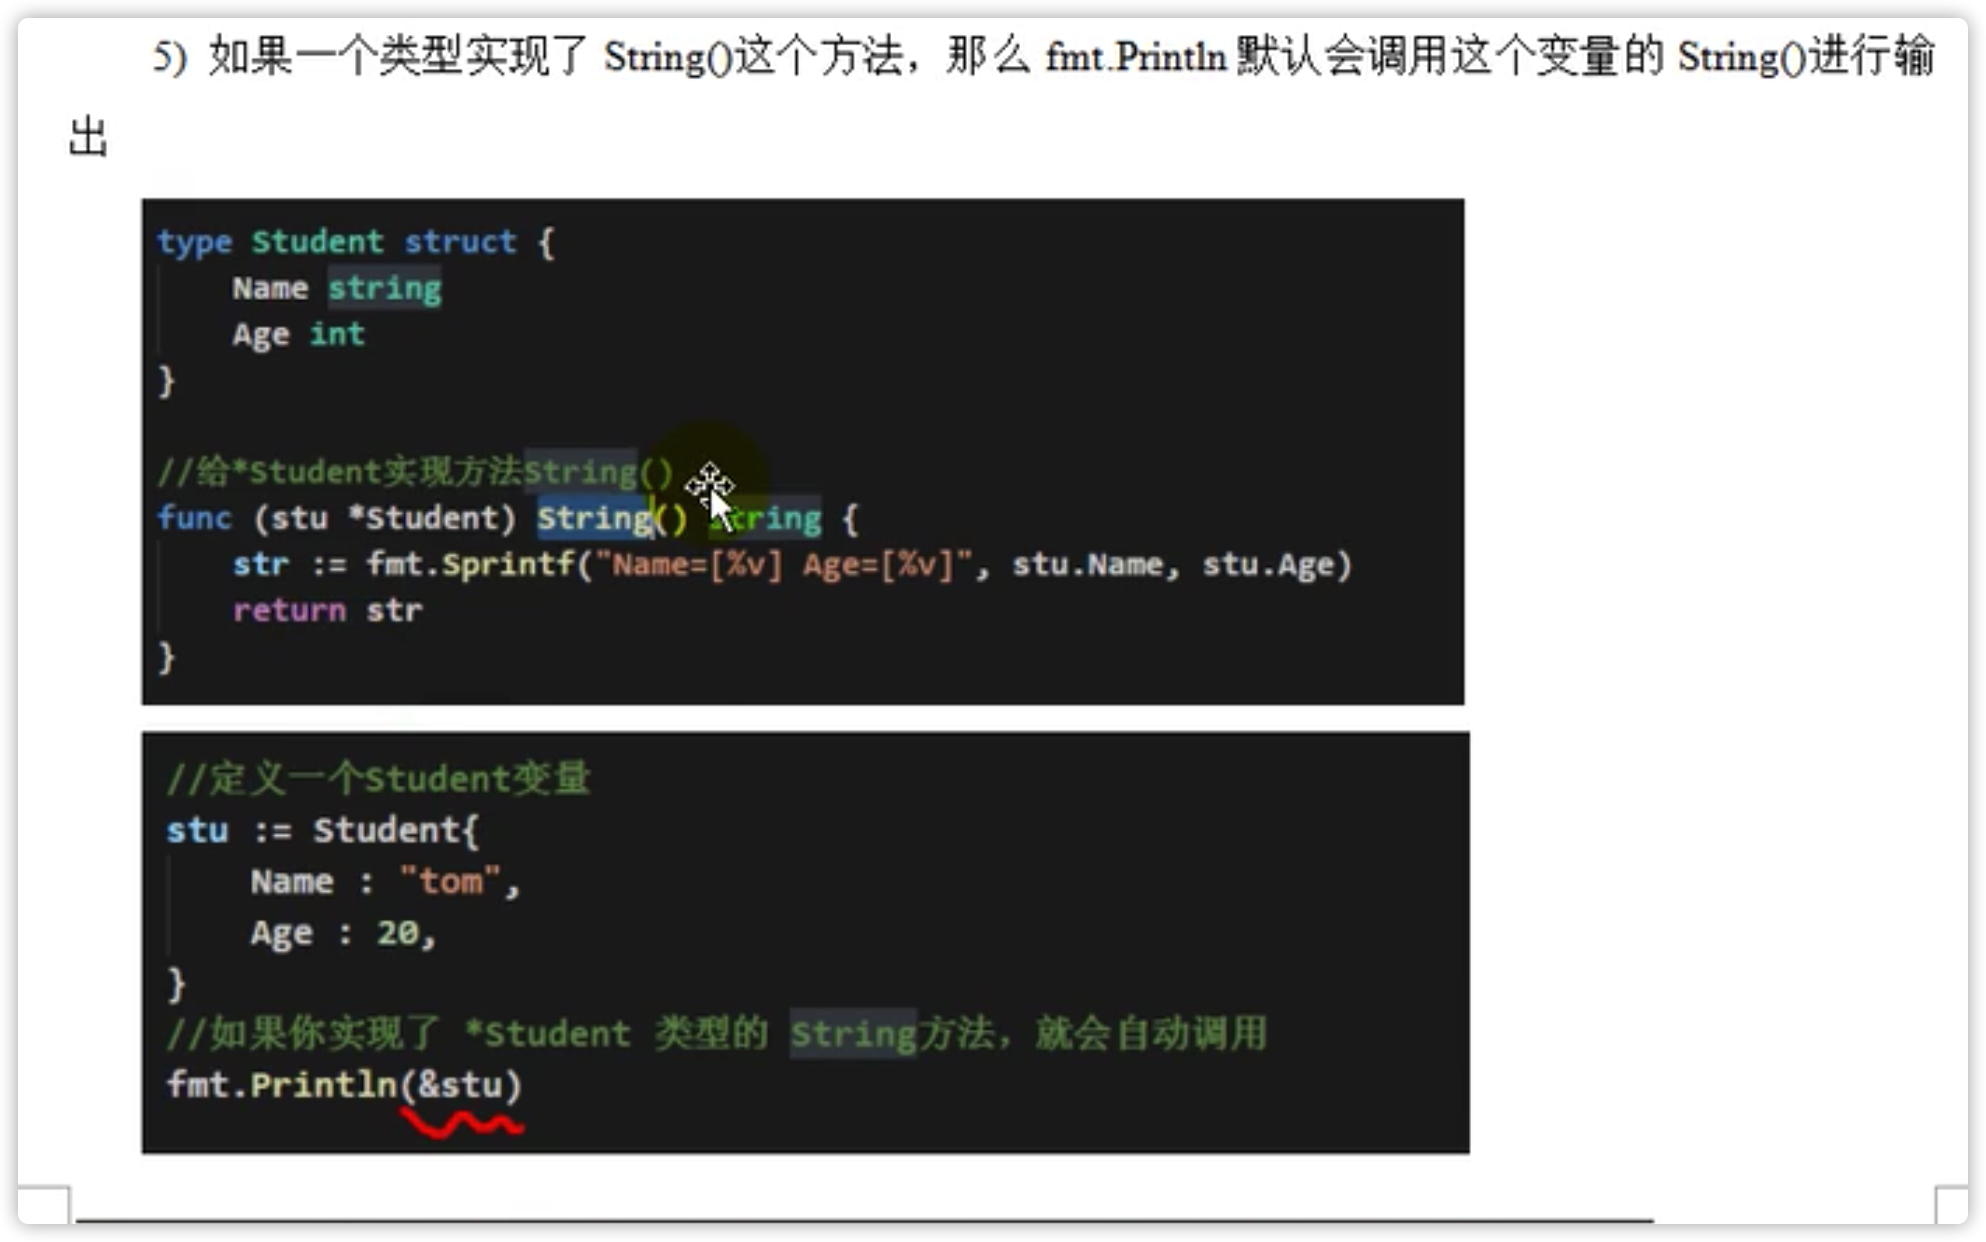 5) 如果一个类型实现了 String()这个方法，那么 fmt.Println 默认会调用这个变量的 String()进行输
出
type Student struct {
Name string
Age int
}
//给*Student实现方法String()
func (stu *Student) String() string {
str := fmt.Sprintf("Name=[%v] Age=[%v]", stu.Name, stu.Age)
return str
}
//定义一个Student变量
stu := Student{
Name : "tom",
Age : 20,
}
//如果你实现了 *Student 类型的 String方法，就会自动调用
fmt.Println(&stu)